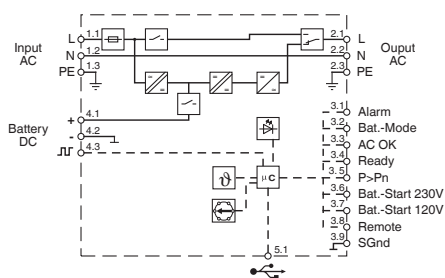 Input AC
L 1.1
N 1.2
PE 1.3
2.1 L
2.2 N
2.3 PE
Ouput AC
Battery DC
+ 4.1
- 4.2
4.3
ϑ
µC
3.1 Alarm
3.2 Bat.-Mode
3.3 AC OK
3.4 Ready
3.5 P>Pn
3.6 Bat.-Start 230V
3.7 Bat.-Start 120V
3.8 Remote
3.9 SGnd
5.1